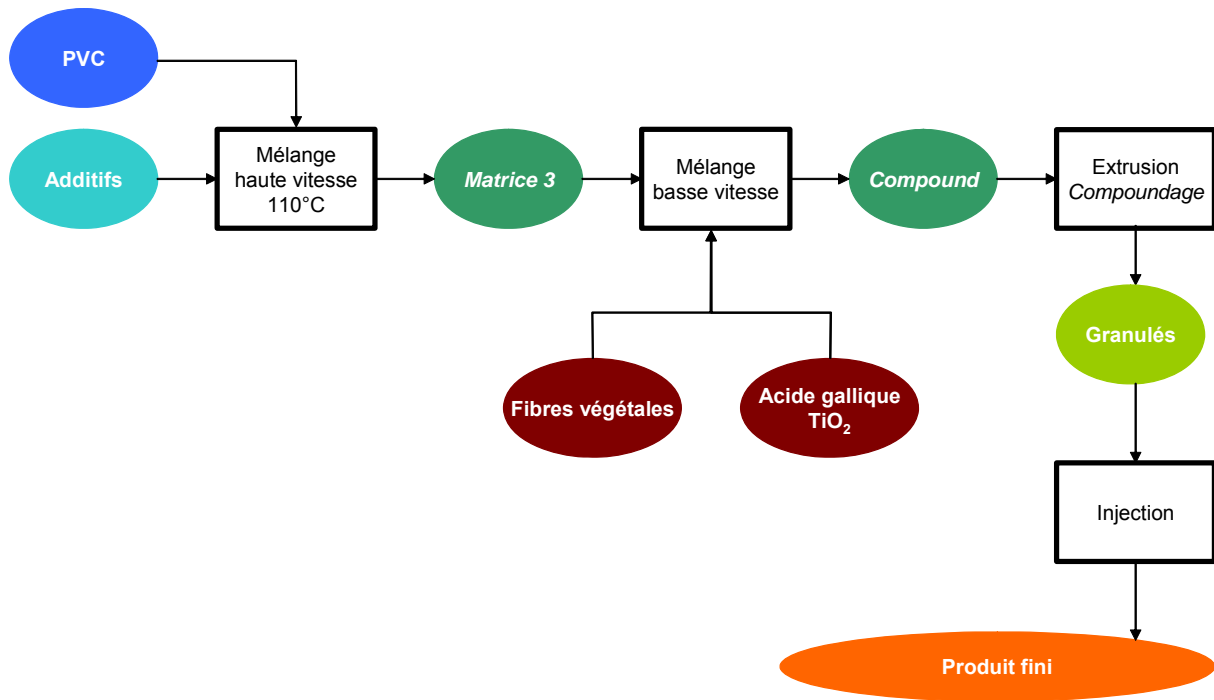 PVC
Additifs
Mélange
haute vitesse
110°C
Matrice 3
Mélange
basse vitesse
Compound
Extrusion
Compoundage
Fibres végétales
Acide gallique
TiO₂
Granulés
Injection
Produit fini